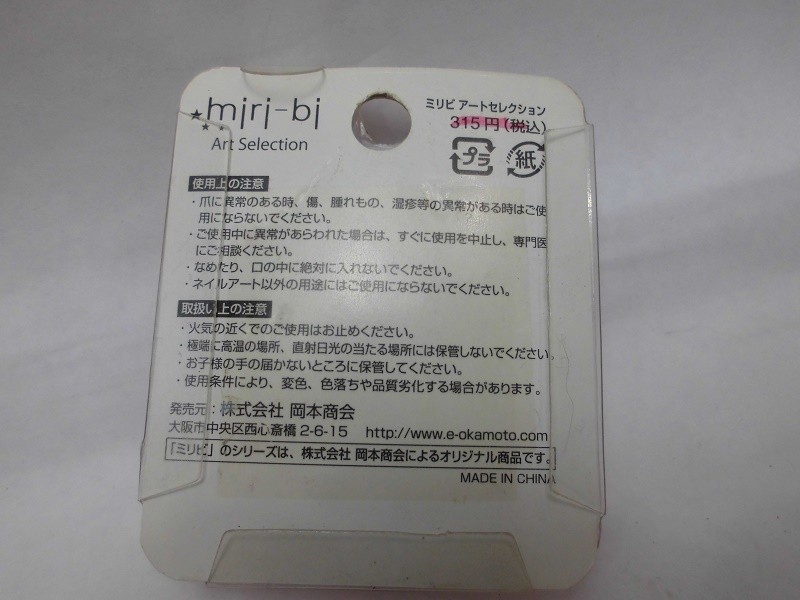 miri-bi
Art Selection
ミリビ アートセレクション
315円(税込)
プラ
紙
使用上の注意
・爪に異常のある時、傷、腫れもの、湿疹等の異常がある時はご使
用にならないでください。
・ご使用中に異常があらわれた場合は、すぐに使用を中止し、専門医
にご相談ください。
・なめたり、口の中に絶対に入れないでください。
・ネイルアート以外の用途にはご使用にならないでください。
取扱い上の注意
・火気の近くでのご使用はお止めください。
・極端に高温の場所、直射日光の当たる場所には保管しないでください。
・お子様の手の届かないところに保管してください。
・使用条件により、変色、色落ちや品質劣化する場合があります。
発売元:株式会社 岡本商会
大阪市中央区西心斎橋2-6-15 http://www.e-okamoto.com
「ミリビ」のシリーズは、株式会社 岡本商会によるオリジナル商品です。
MADE IN CHINA